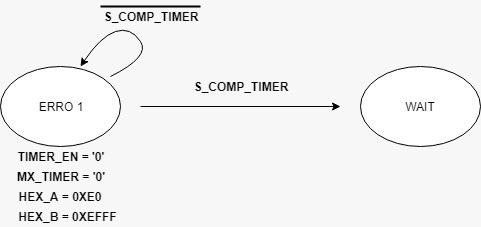 S_COMP_TIMER
S_COMP_TIMER
ERRO 1
WAIT
TIMER_EN = '0'
MX_TIMER = '0'
HEX_A = 0XE0
HEX_B = 0XEFFF